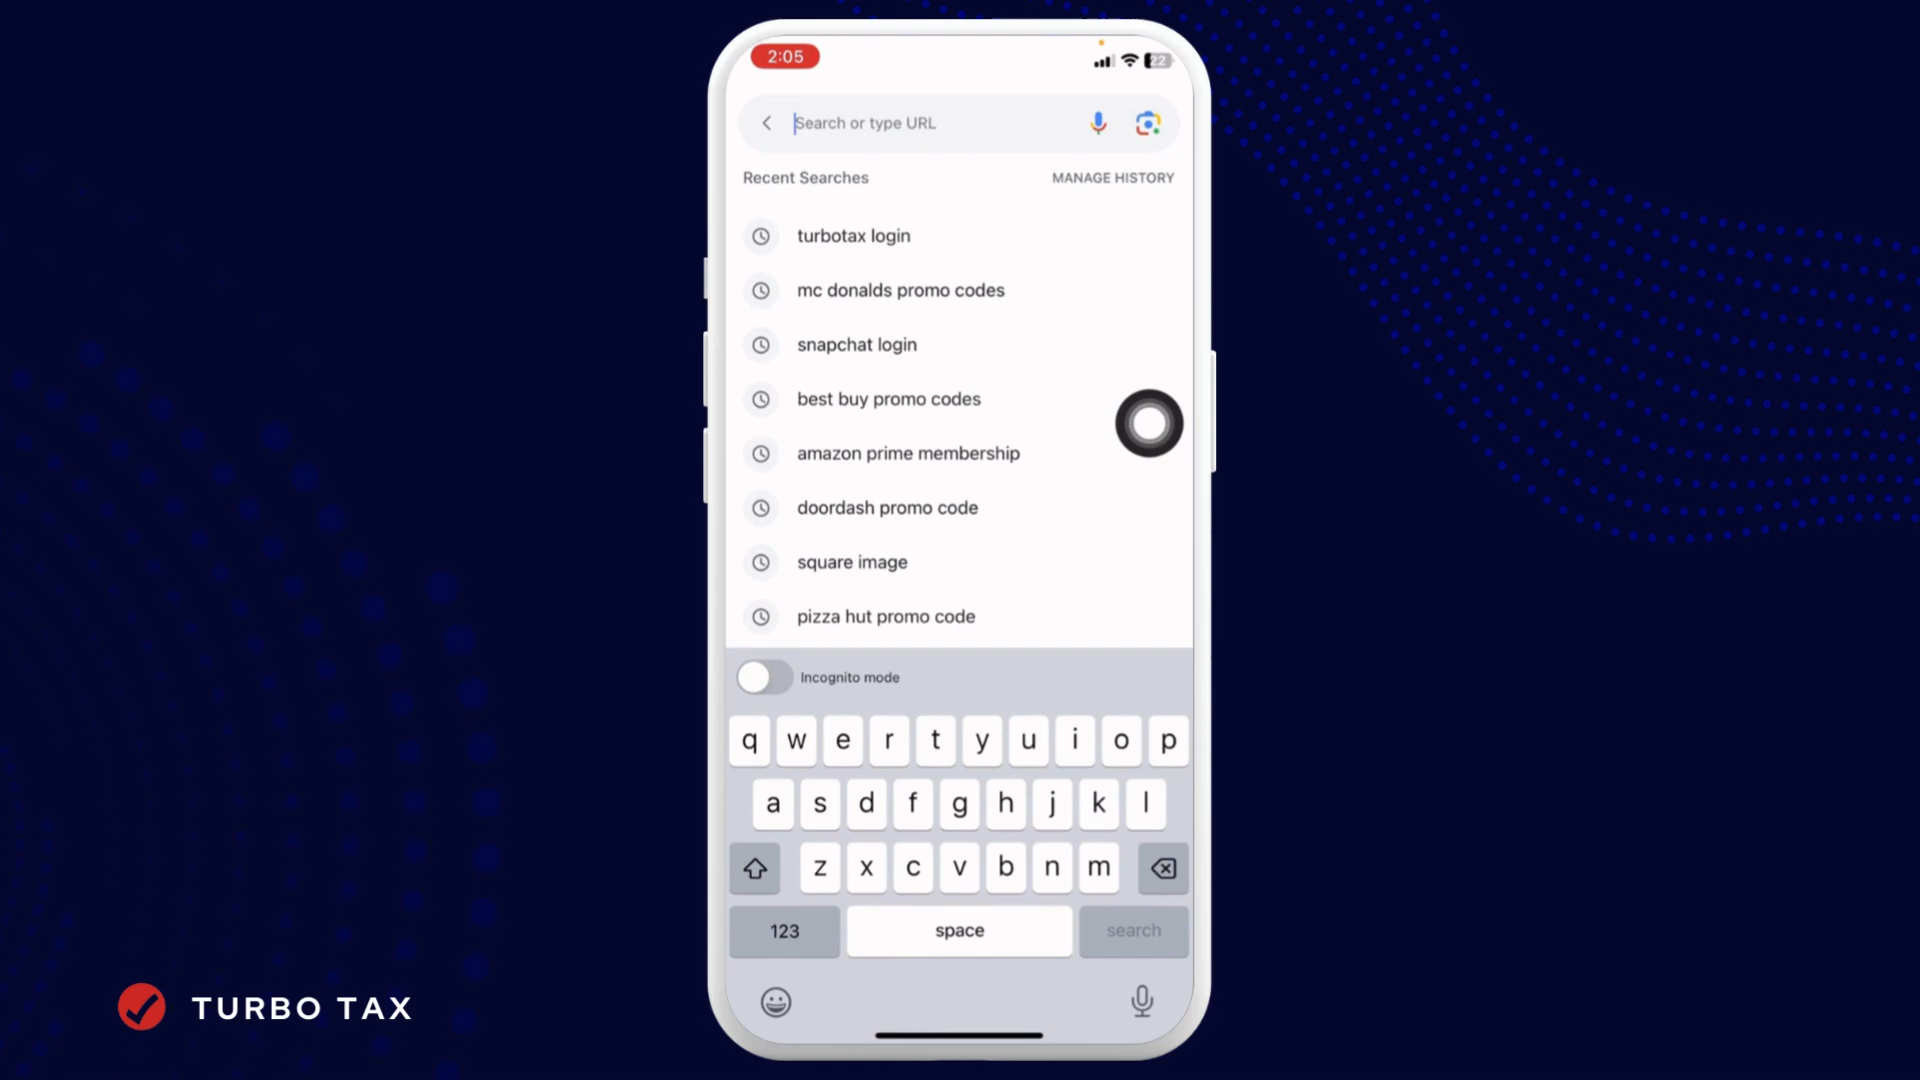 2:05
22
Search or type URL
Recent Searches
MANAGE HISTORY
turbotax login
mc donalds promo codes
snapchat login
best buy promo codes
amazon prime membership
doordash promo code
square image
pizza hut promo code
Incognito mode
q w e r t y u i o p
a s d f g h j k l
z x c v b n m
123 space search
TURBO TAX